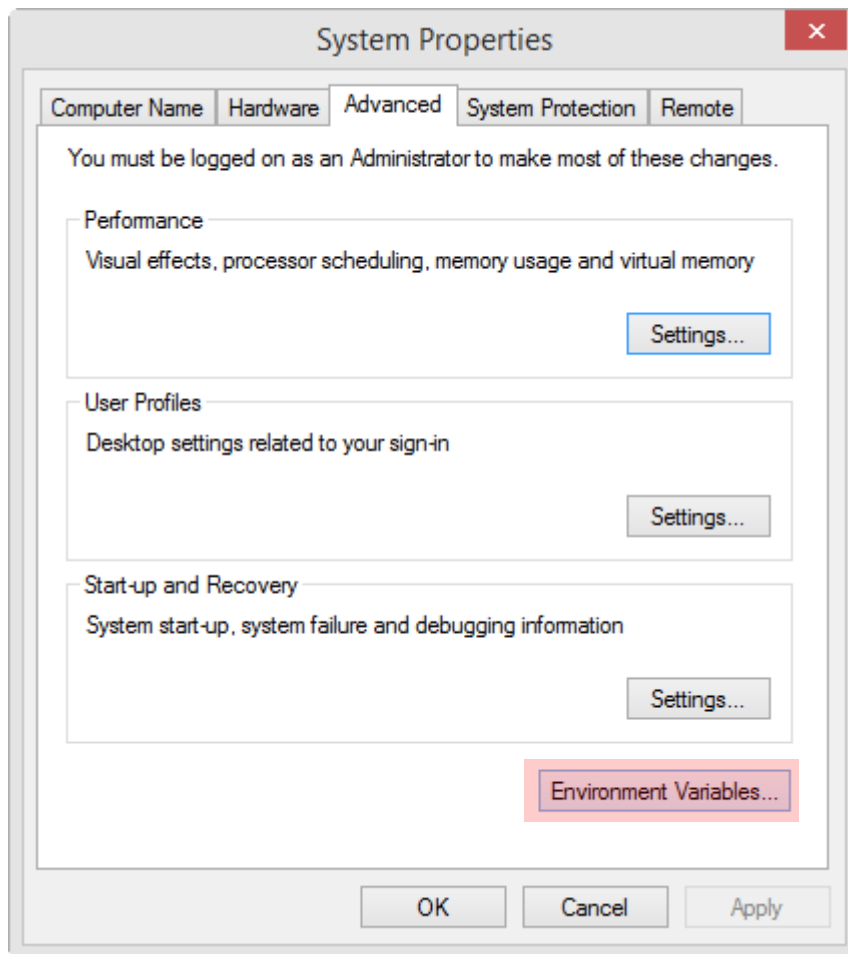 System Properties
Computer Name Hardware Advanced System Protection Remote
You must be logged on as an Administrator to make most of these changes.
Performance
Visual effects, processor scheduling, memory usage and virtual memory
Settings...
User Profiles
Desktop settings related to your sign-in
Settings...
Start-up and Recovery
System start-up, system failure and debugging information
Settings...
Environment Variables...
OK Cancel Apply